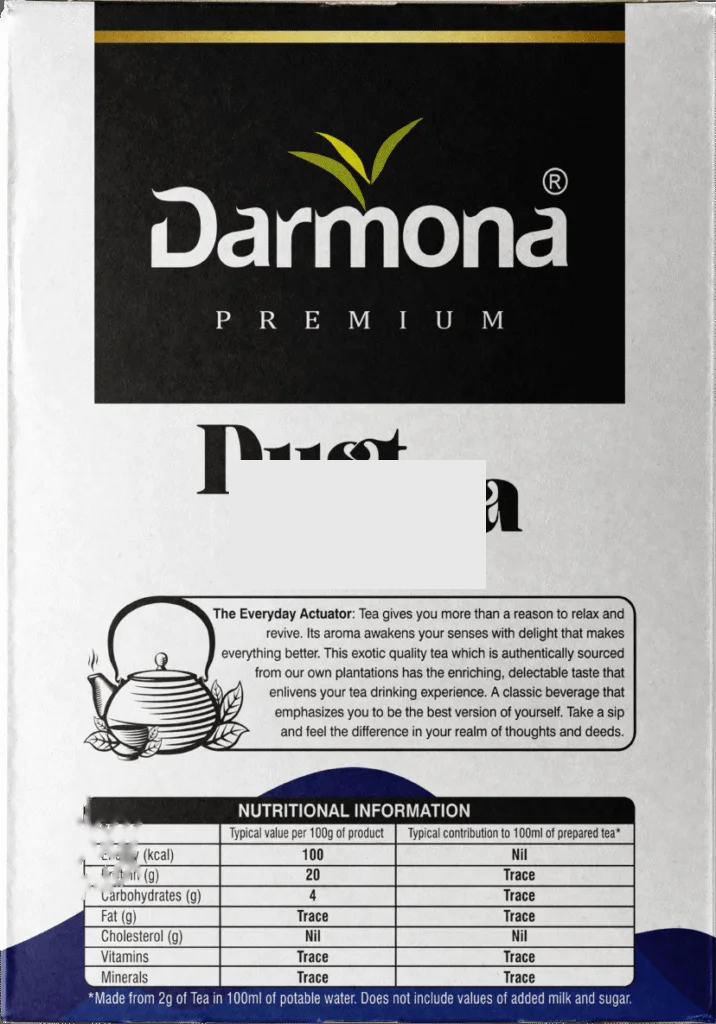 Darmona®
PREMIUM
The Everyday Actuator: Tea gives you more than a reason to relax and
revive. Its aroma awakens your senses with delight that makes
everything better. This exotic quality tea which is authentically sourced
from our own plantations has the enriching, delectable taste that
enlivens your tea drinking experience. A classic beverage that
emphasizes you to be the best version of yourself. Take a sip
and feel the difference in your realm of thoughts and deeds.
NUTRITIONAL INFORMATION
Typical value per 100g of product Typical contribution to 100ml of prepared tea*
(kcal) 100 Nil
(g) 20 Trace
Carbohydrates (g) 4 Trace
Fat (g) Trace Trace
Cholesterol (g) Nil Nil
Vitamins Trace Trace
Minerals Trace Trace
*Made from 2g of Tea in 100ml of potable water. Does not include values of added milk and sugar.